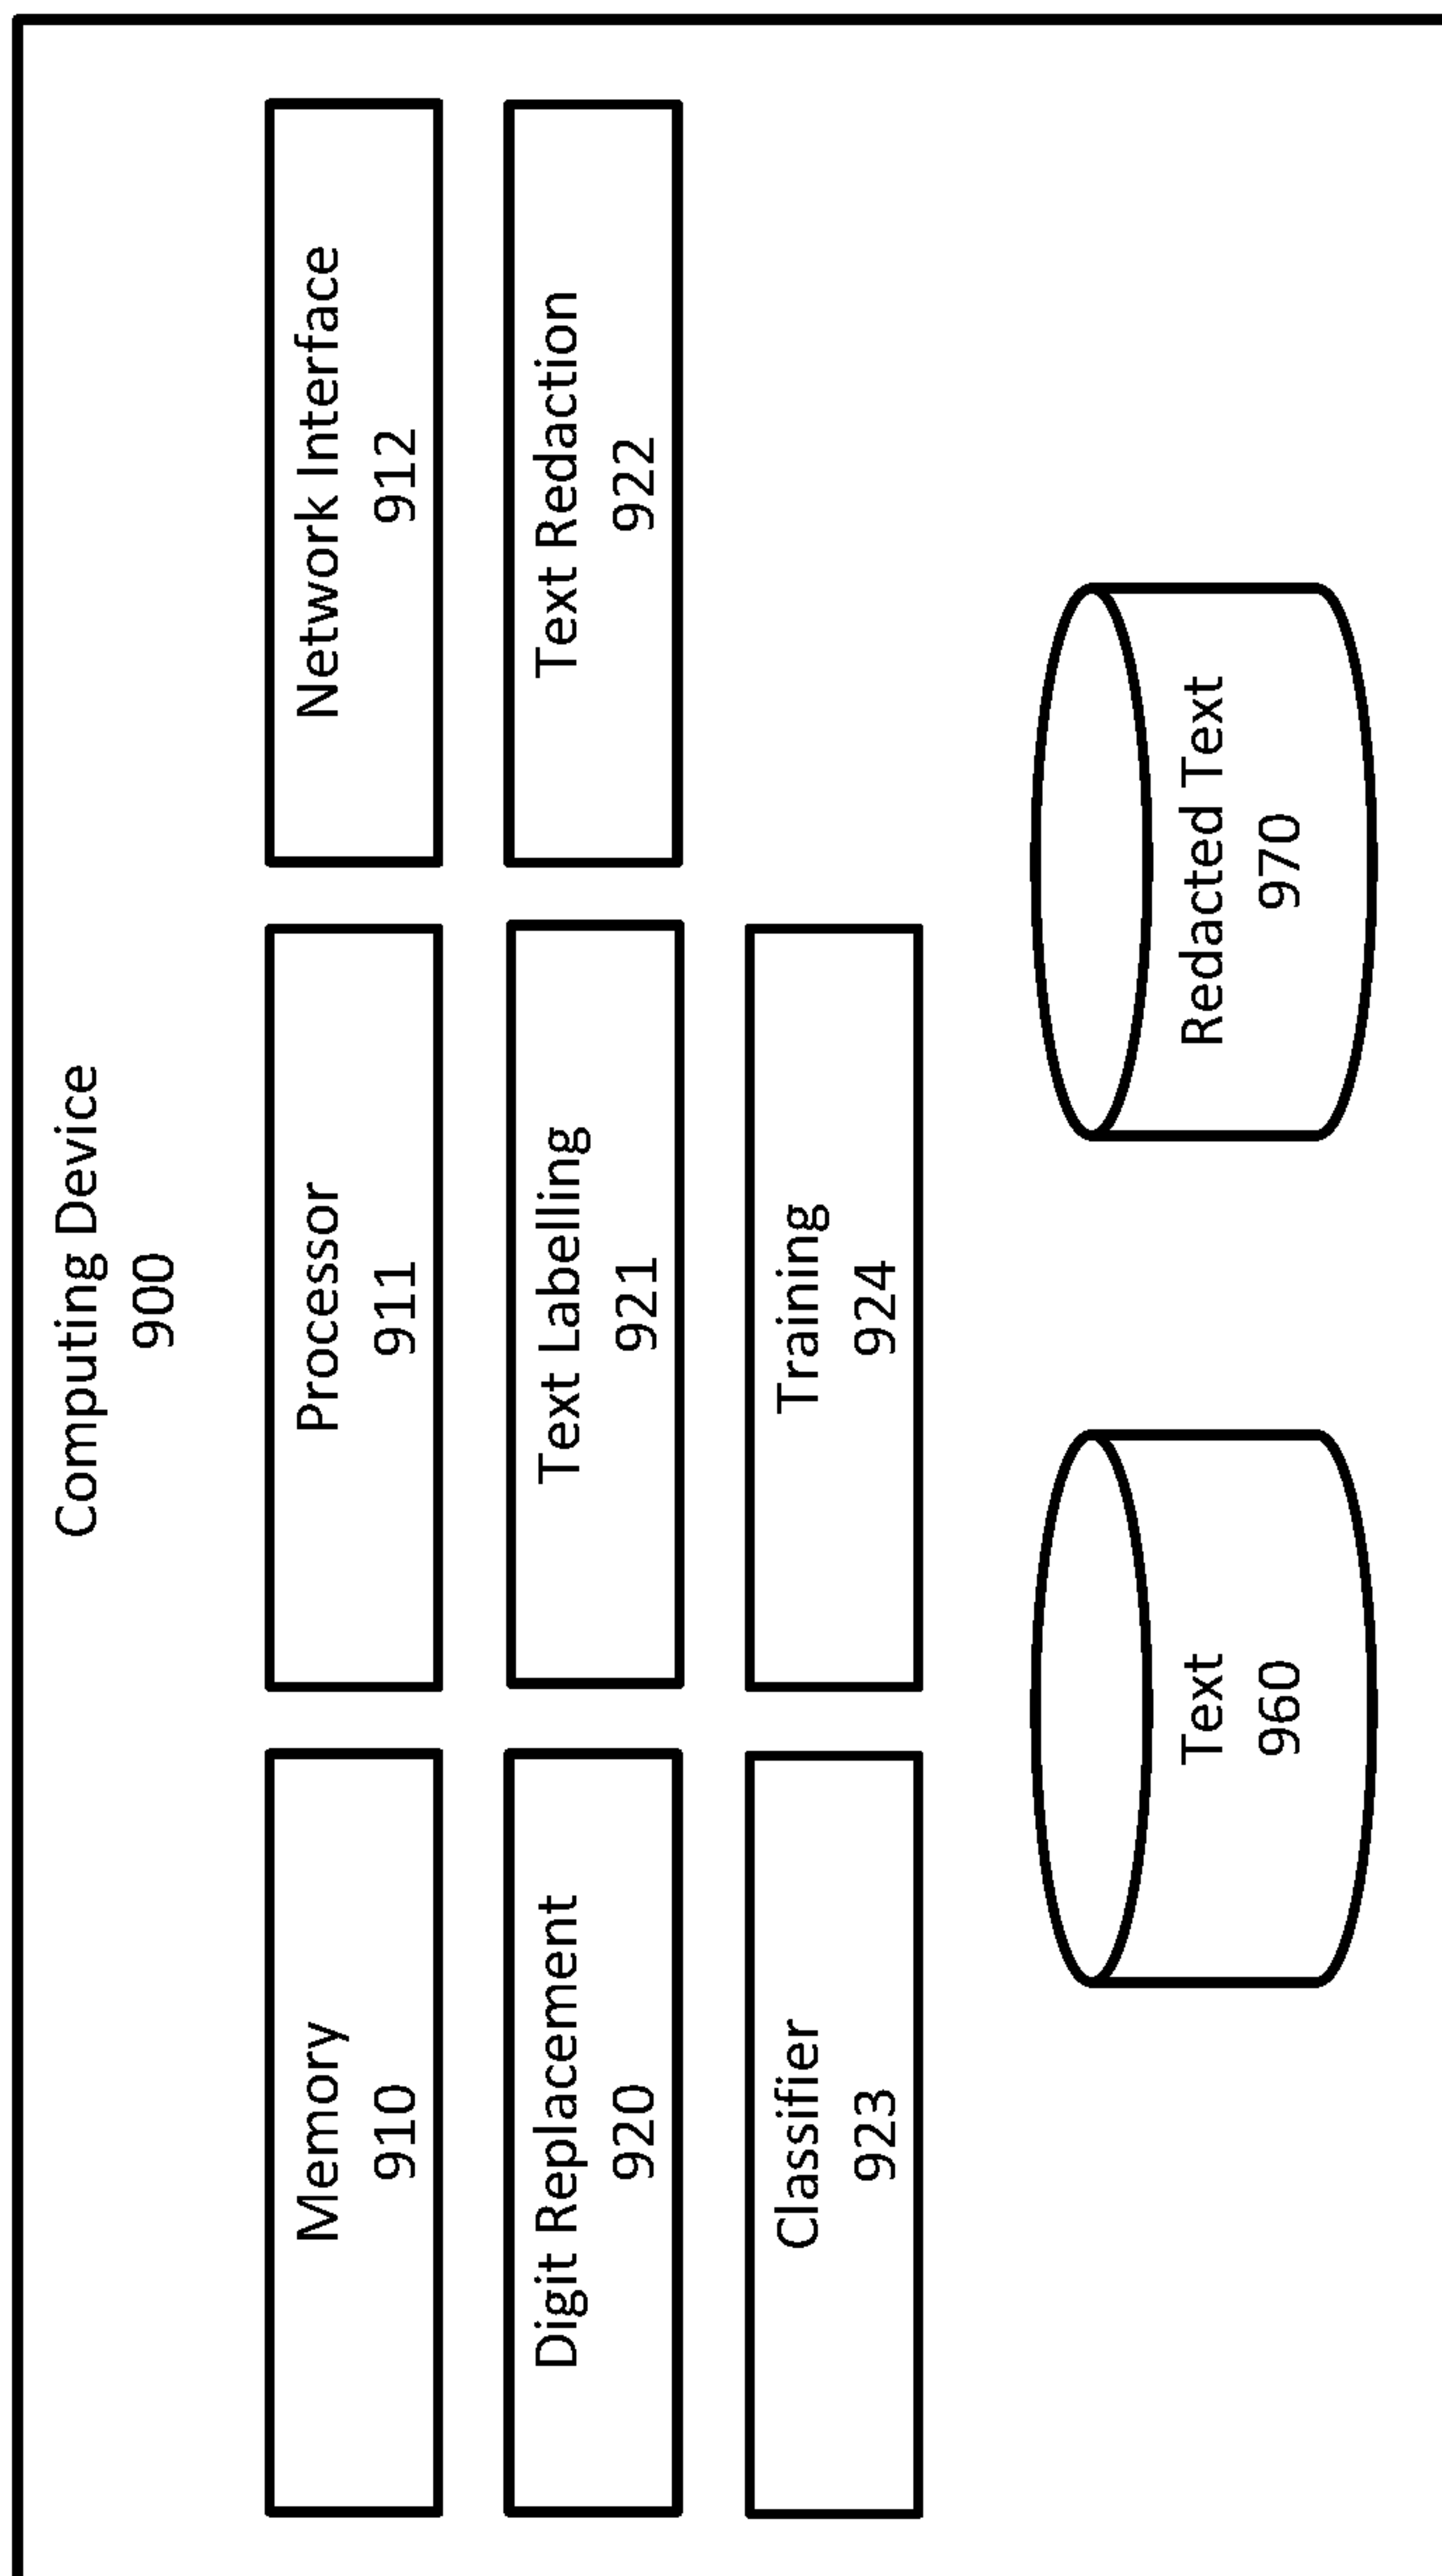 Computing Device
900
Memory
910
Processor
911
Network Interface
912
Digit Replacement
920
Text Labelling
921
Text Redaction
922
Classifier
923
Training
924
Text
960
Redacted Text
970